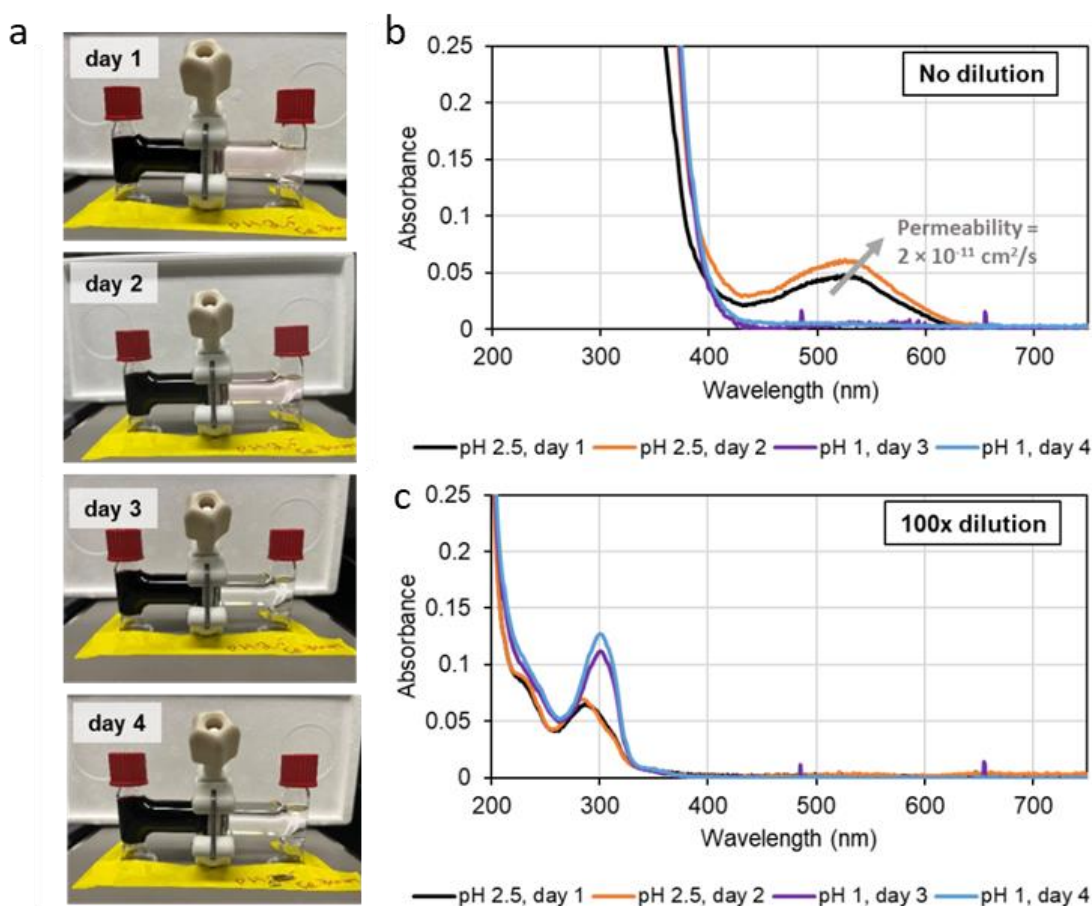 a
day 1
day 2
day 3
day 4
b
0.25
0.2
0.15
0.1
0.05
0
Absorbance
No dilution
Permeability =
2 × 10⁻¹¹ cm²/s
200 300 400 500 600 700
Wavelength (nm)
pH 2.5, day 1 pH 2.5, day 2 pH 1, day 3 pH 1, day 4
c
0.25
0.2
0.15
0.1
0.05
0
Absorbance
100x dilution
200 300 400 500 600 700
Wavelength (nm)
pH 2.5, day 1 pH 2.5, day 2 pH 1, day 3 pH 1, day 4